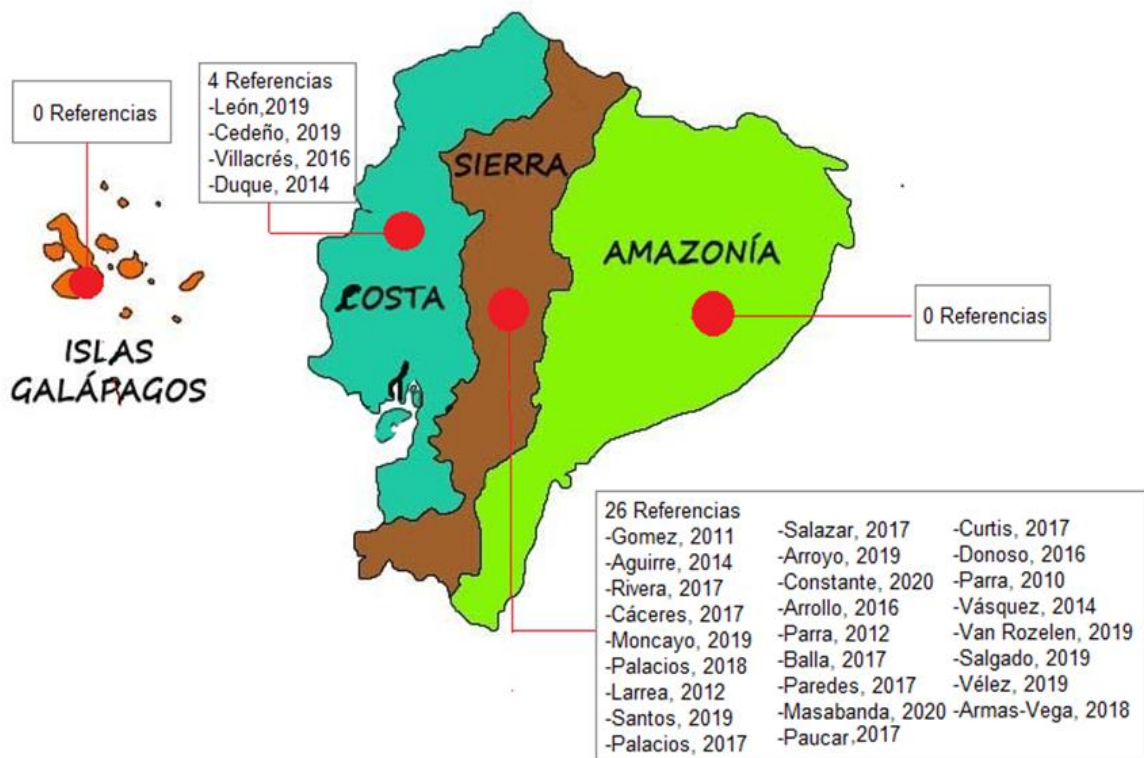 0 Referencias
4 Referencias
-León,2019
-Cedeño, 2019
-Villacrés, 2016
-Duque, 2014
SIERRA
AMAZONÍA
COSTA
ISLAS
GALÁPAGOS
0 Referencias
26 Referencias
-Gomez, 2011
-Aguirre, 2014
-Rivera, 2017
-Cáceres, 2017
-Moncayo, 2019
-Palacios, 2018
-Larrea, 2012
-Santos, 2019
-Palacios, 2017
-Salazar, 2017
-Arroyo, 2019
-Constante, 2020
-Arrollo, 2016
-Parra, 2012
-Balla, 2017
-Paredes, 2017
-Masabanda, 2020
-Paucar,2017
-Curtis, 2017
-Donoso, 2016
-Parra, 2010
-Vásquez, 2014
-Van Rozelen, 2019
-Salgado, 2019
-Vélez, 2019
-Armas-Vega, 2018